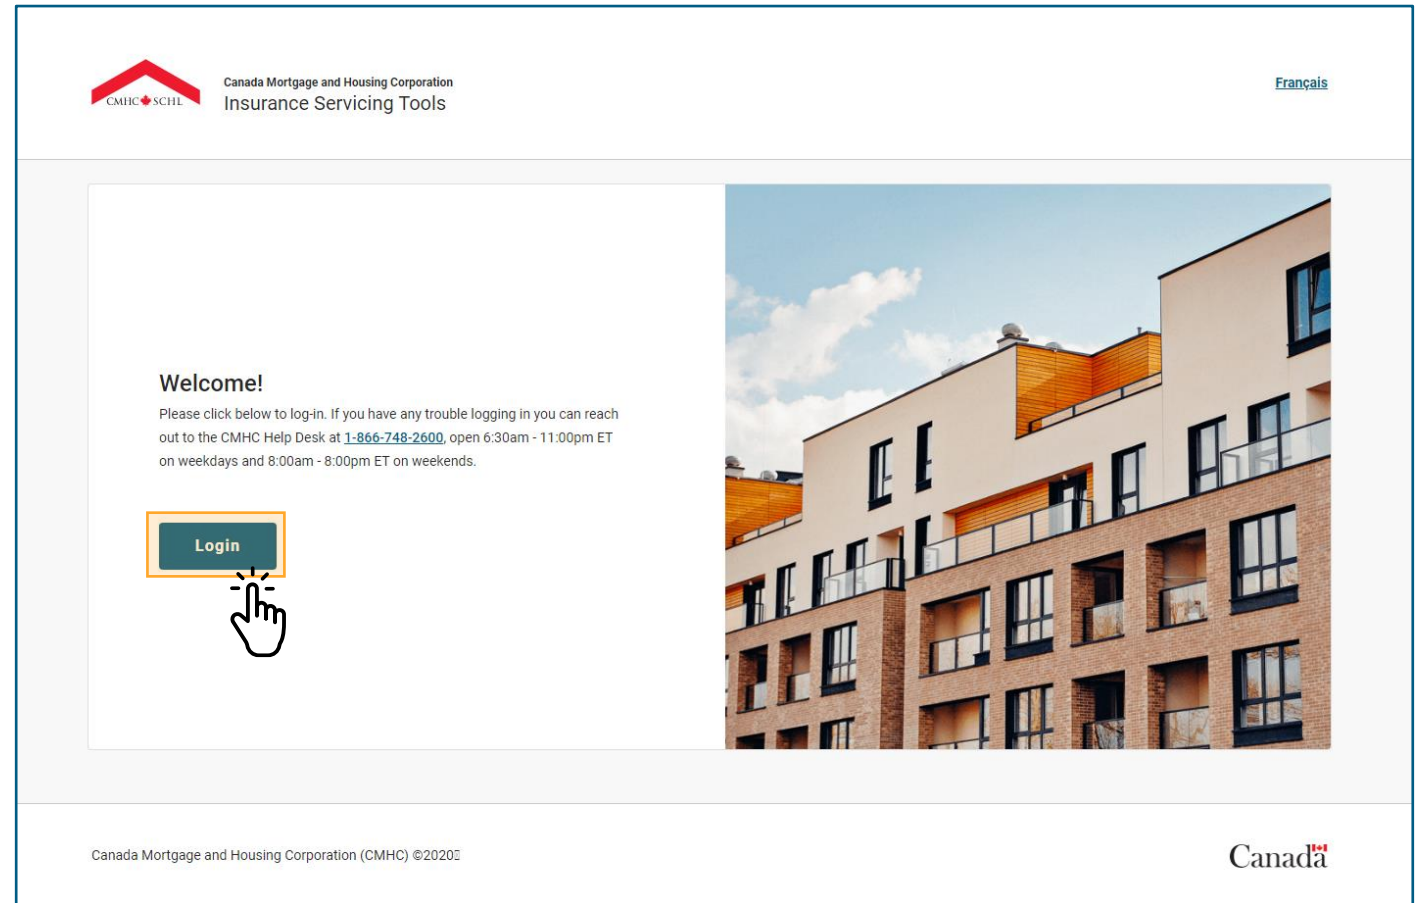 CMHC SCHL
Canada Mortgage and Housing Corporation
Insurance Servicing Tools
Français
Welcome!
Please click below to log-in. If you have any trouble logging in you can reach
out to the CMHC Help Desk at 1-866-748-2600, open 6:30am - 11:00pm ET
on weekdays and 8:00am - 8:00pm ET on weekends.
Login
Canada Mortgage and Housing Corporation (CMHC) ©2020
Canada